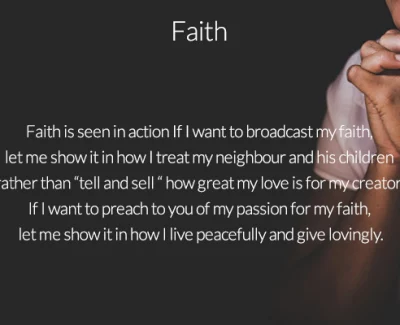 Faith
Faith is seen in action If I want to broadcast my faith,
let me show it in how I treat my neighbour and his children
rather than “tell and sell “ how great my love is for my creator
If I want to preach to you of my passion for my faith,
let me show it in how I live peacefully and give lovingly.